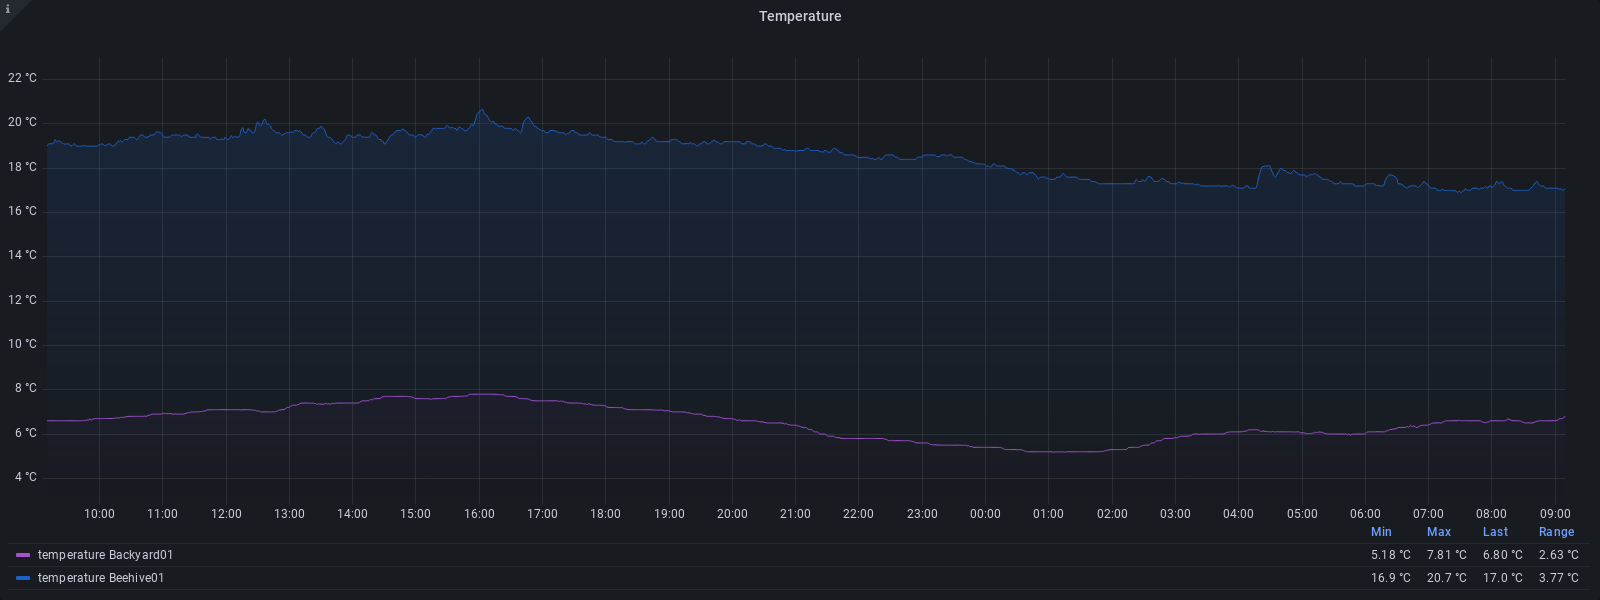 i
Temperature
22 °C
20 °C
18 °C
16 °C
14 °C
12 °C
10 °C
8 °C
6 °C
4 °C
10:00 11:00 12:00 13:00 14:00 15:00 16:00 17:00 18:00 19:00 20:00 21:00 22:00 23:00 00:00 01:00 02:00 03:00 04:00 05:00 06:00 07:00 08:00 09:00
Min Max Last Range
temperature Backyard01 5.18 °C 7.81 °C 6.80 °C 2.63 °C
temperature Beehive01 16.9 °C 20.7 °C 17.0 °C 3.77 °C